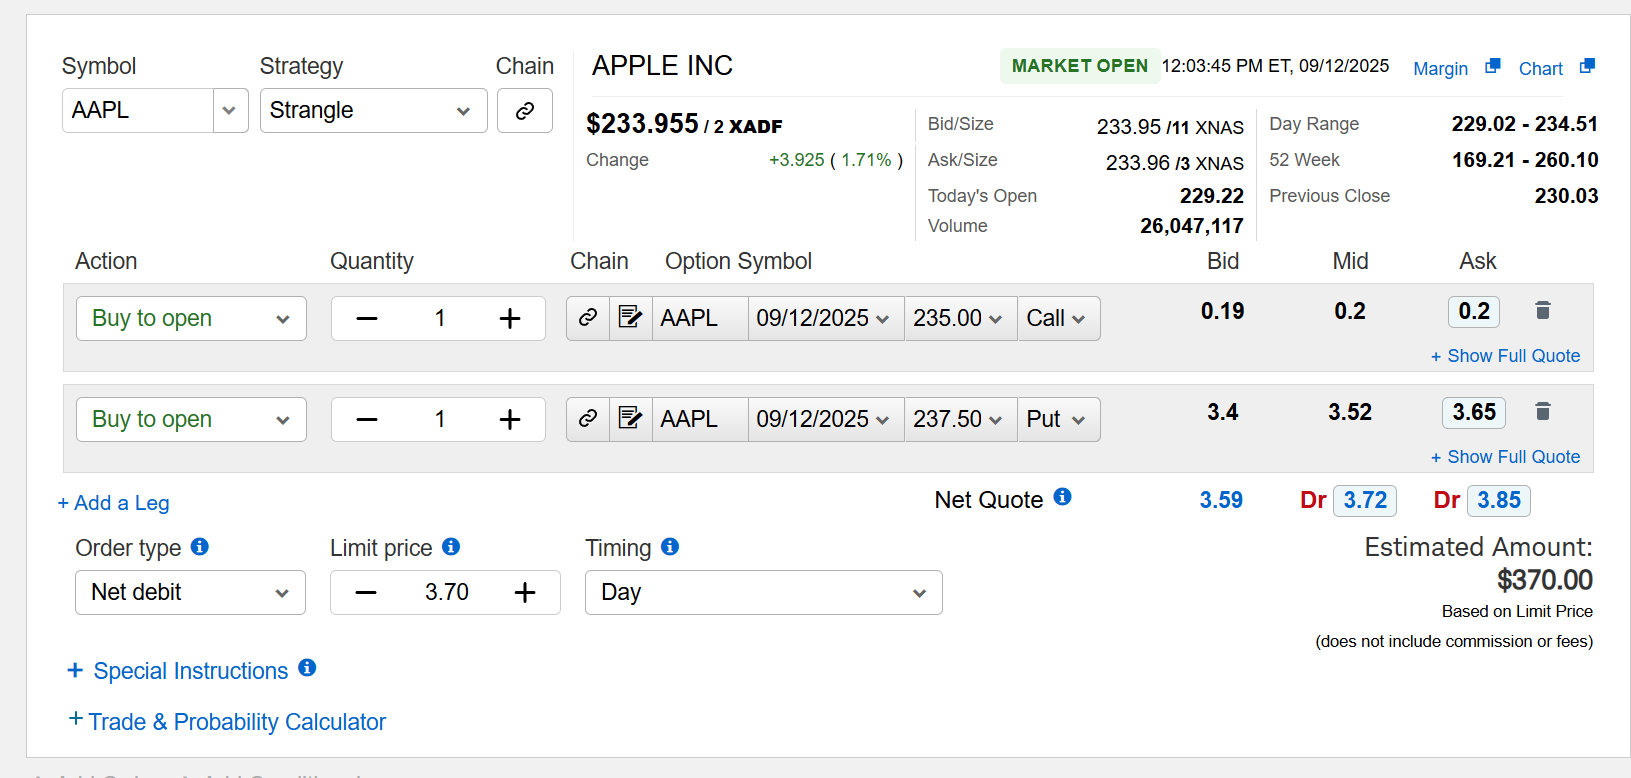 Symbol Strategy Chain
AAPL Strangle
APPLE INC MARKET OPEN 12:03:45 PM ET, 09/12/2025 Margin Chart
$233.955 / 2 XADF
Change +3.925 ( 1.71% )
Bid/Size 233.95 /11 XNAS
Ask/Size 233.96 /3 XNAS
Today's Open 229.22
Volume 26,047,117
Day Range 229.02 - 234.51
52 Week 169.21 - 260.10
Previous Close 230.03
Action Quantity Chain Option Symbol Bid Mid Ask
Buy to open 1 AAPL 09/12/2025 235.00 Call 0.19 0.2 0.2
+ Show Full Quote
Buy to open 1 AAPL 09/12/2025 237.50 Put 3.4 3.52 3.65
+ Show Full Quote
+ Add a Leg Net Quote 3.59 Dr 3.72 Dr 3.85
Order type Limit price Timing Estimated Amount:
Net debit 3.70 Day $370.00
Based on Limit Price
(does not include commission or fees)
+ Special Instructions
+ Trade & Probability Calculator